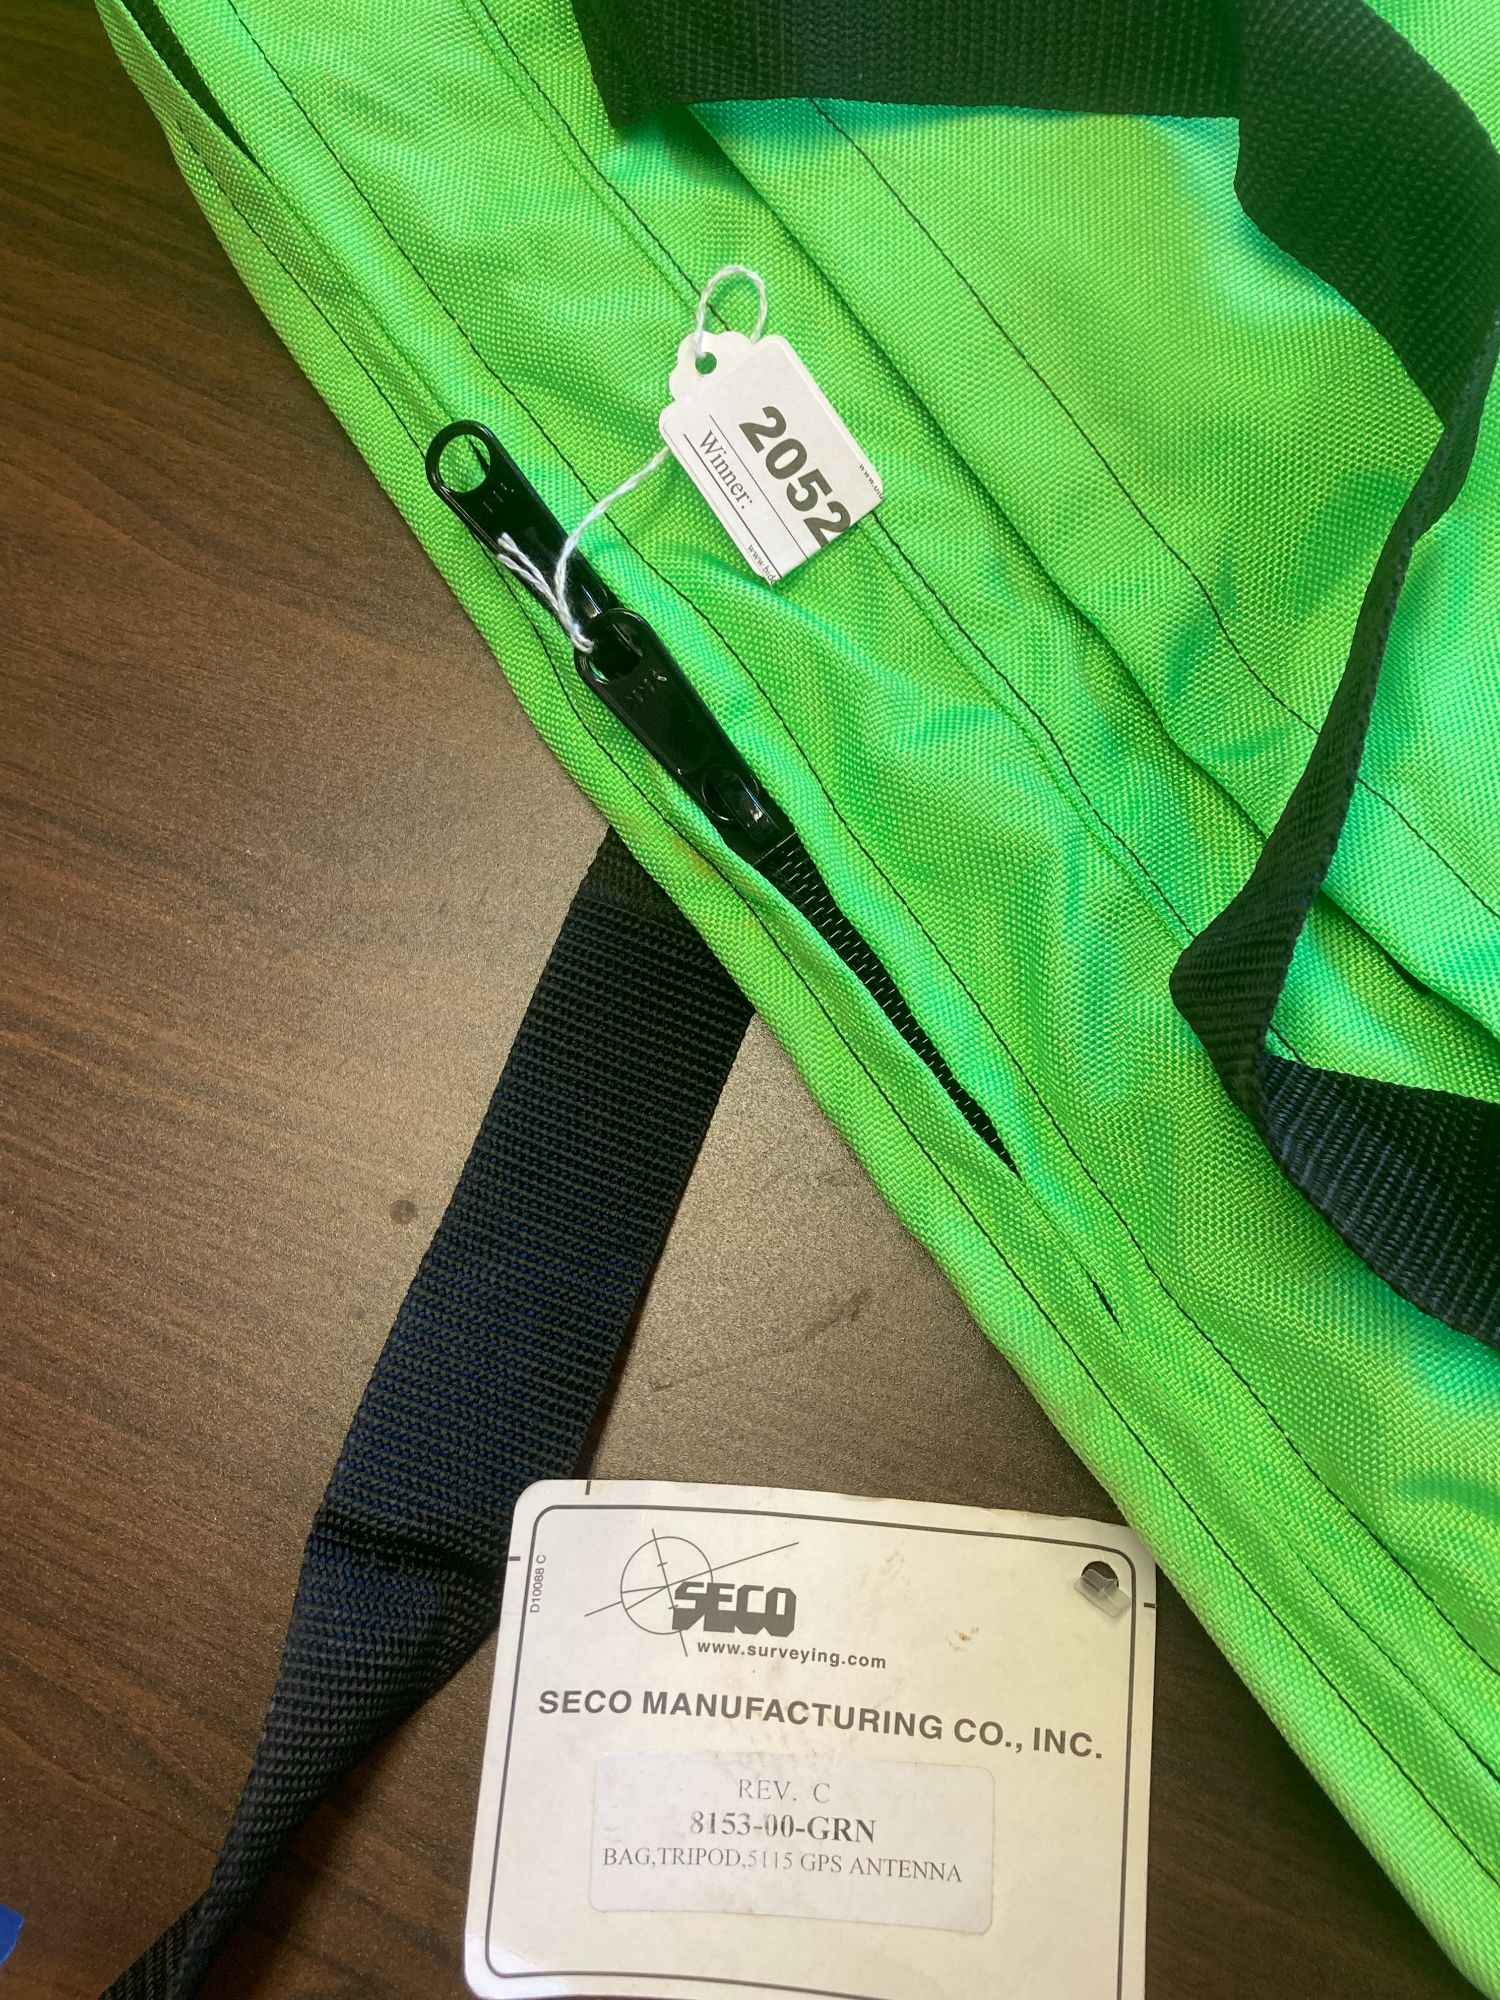 2052
Winner:
D10088 C
SECO
www.surveying.com
SECO MANUFACTURING CO., INC.
REV. C
8153-00-GRN
BAG,TRIPOD,5115 GPS ANTENNA